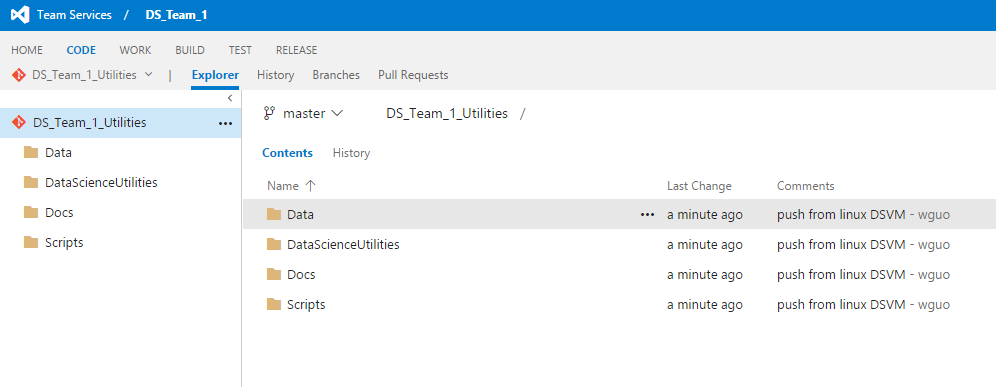 Team Services / DS_Team_1
HOME CODE WORK BUILD TEST RELEASE
DS_Team_1_Utilities | Explorer History Branches Pull Requests
DS_Team_1_Utilities ...
Data
DataScienceUtilities
Docs
Scripts
master DS_Team_1_Utilities /
Contents History
Name ↑ Last Change Comments
Data ... a minute ago push from linux DSVM - wguo
DataScienceUtilities a minute ago push from linux DSVM - wguo
Docs a minute ago push from linux DSVM - wguo
Scripts a minute ago push from linux DSVM - wguo